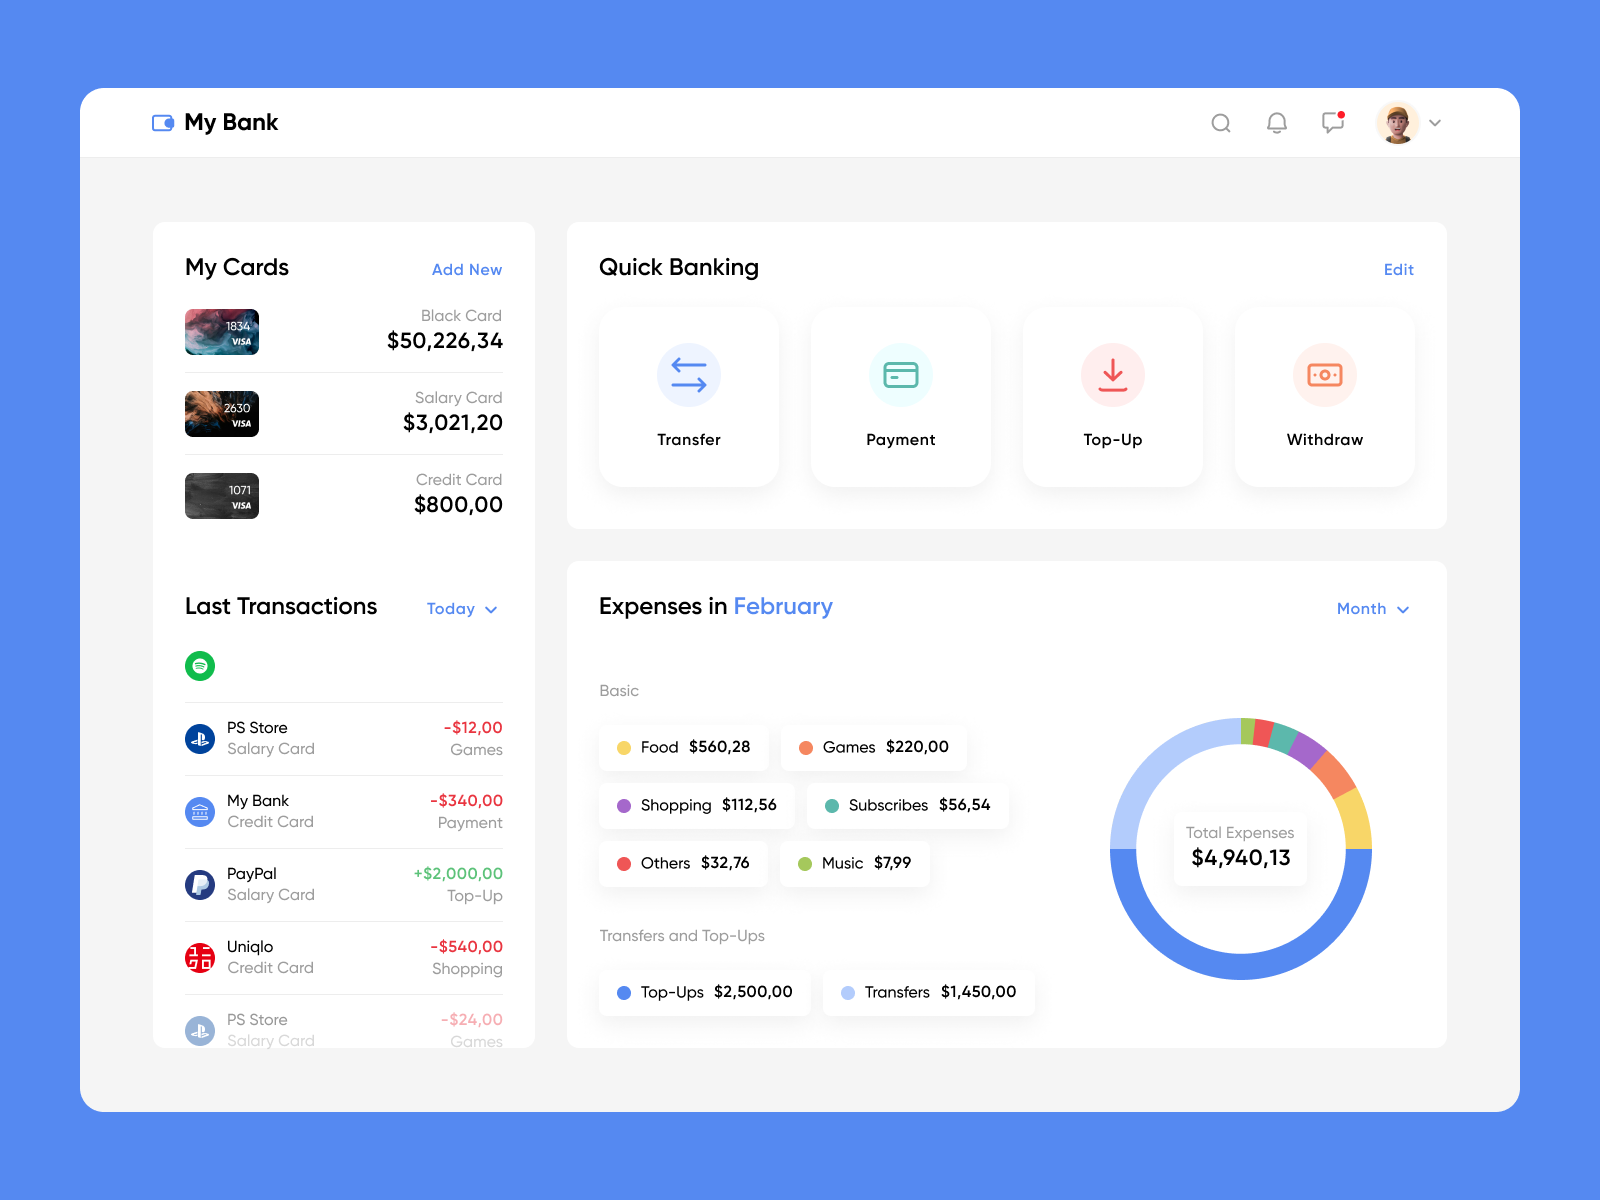 My Bank
My Cards
Add New
1834
VISA
Black Card
$50,226,34
2630
VISA
Salary Card
$3,021,20
1071
VISA
Credit Card
$800,00
Last Transactions
Today
PS Store
-$12,00
Salary Card
Games
My Bank
-$340,00
Credit Card
Payment
PayPal
+$2,000,00
Salary Card
Top-Up
Uniqlo
-$540,00
Credit Card
Shopping
PS Store
-$24,00
Salary Card
Games
Quick Banking
Edit
Transfer
Payment
Top-Up
Withdraw
Expenses in February
Month
Basic
Food $560,28
Games $220,00
Shopping $112,56
Subscribes $56,54
Others $32,76
Music $7,99
Transfers and Top-Ups
Top-Ups $2,500,00
Transfers $1,450,00
Total Expenses
$4,940,13